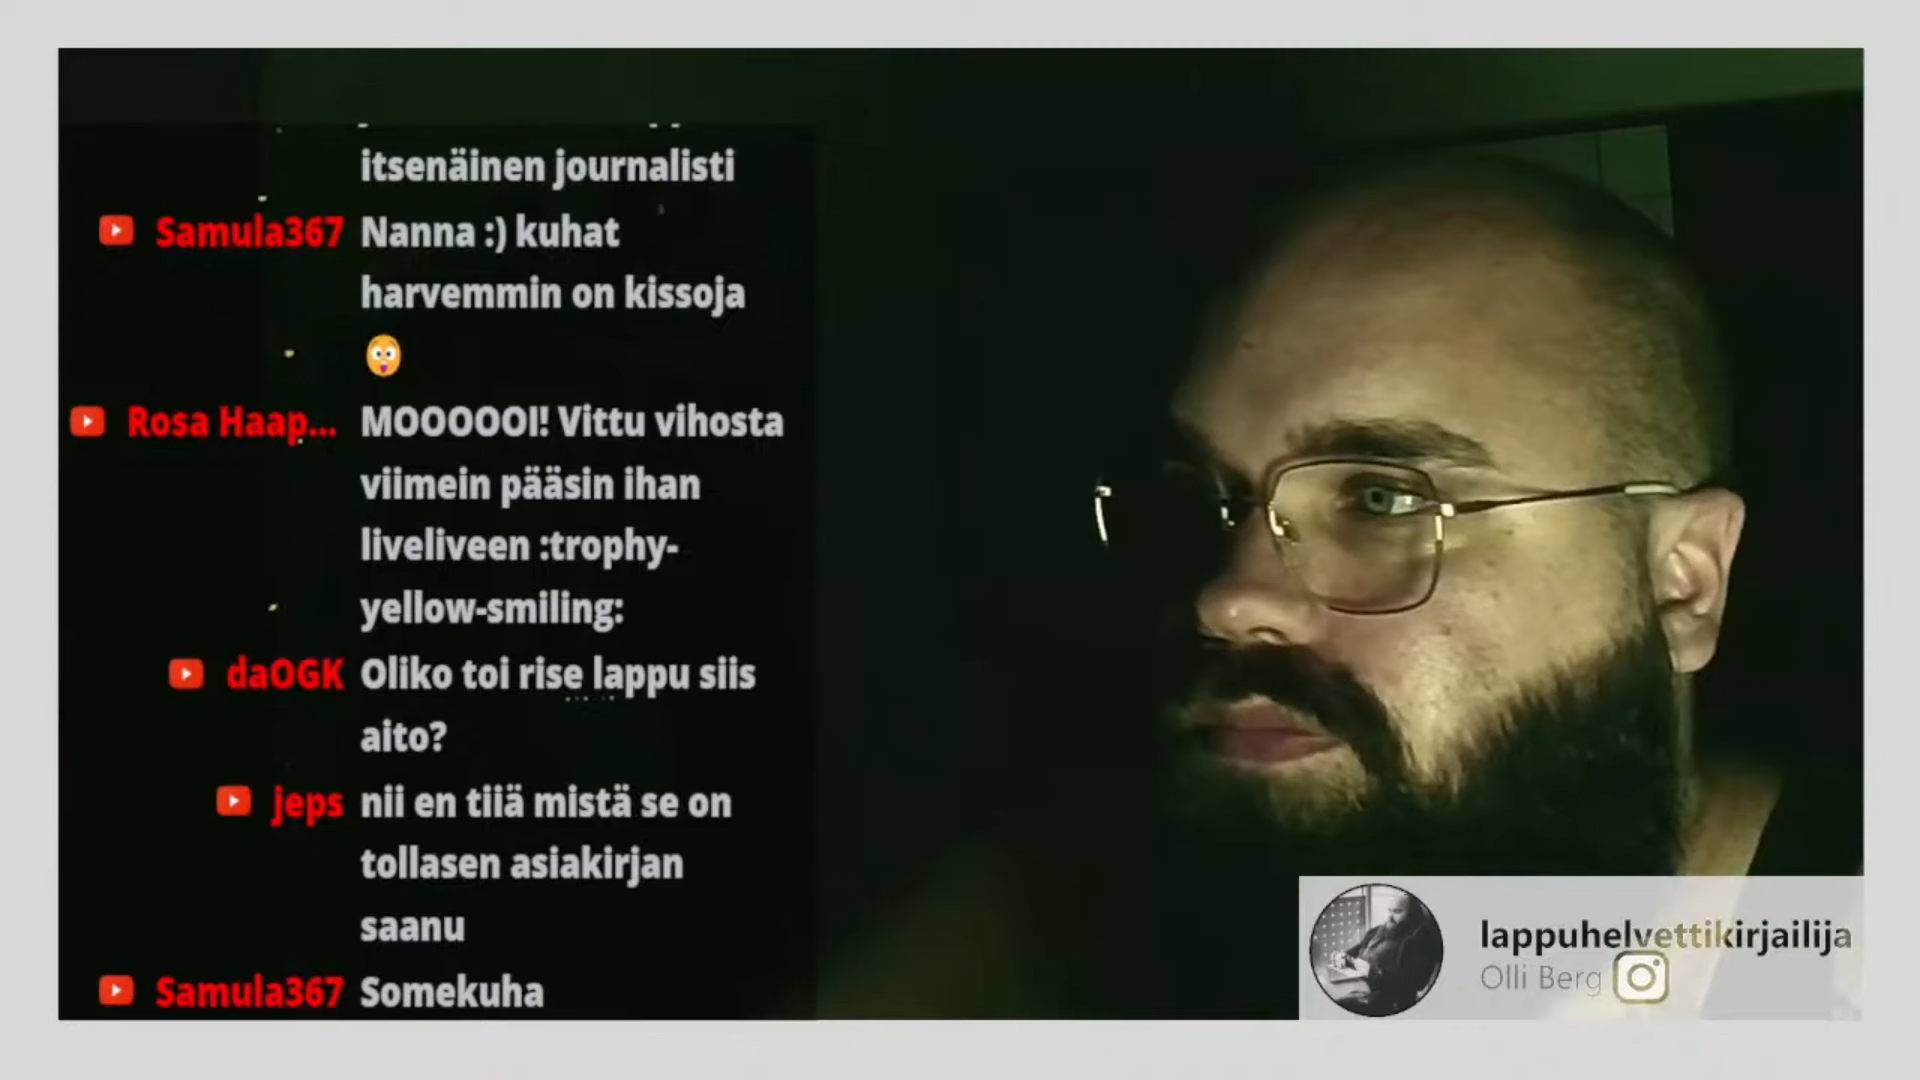 itsenäinen journalisti
Samula367 Nanna :) kuhat
harvemmin on kissoja
Rosa Haap... MOOOOOI! Vittu vihosta
viimein pääsin ihan
liveliveen :trophy-
yellow-smiling:
daOGK Oliko toi rise lappu siis
aito?
jeps nii en tiiä mistä se on
tollasen asiakirjan
saanu
Samula367 Somekuha
lappuhelvettikirjailija
Olli Berg